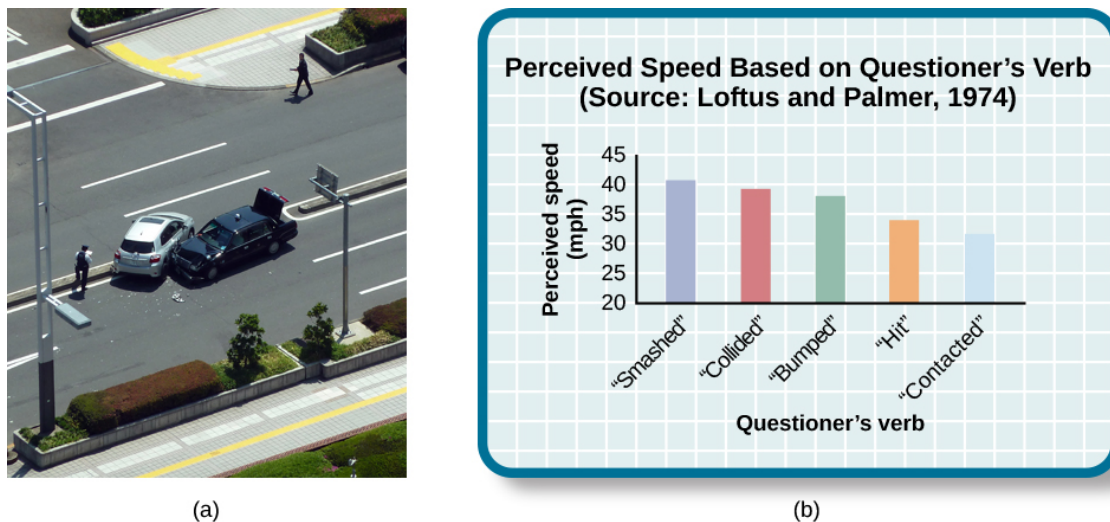 Perceived Speed Based on Questioner’s Verb
(Source: Loftus and Palmer, 1974)
Perceived speed
(mph)
45
40
35
30
25
20
“Smashed”
“Collided”
“Bumped”
“Hit”
“Contacted”
Questioner’s verb
(a)
(b)